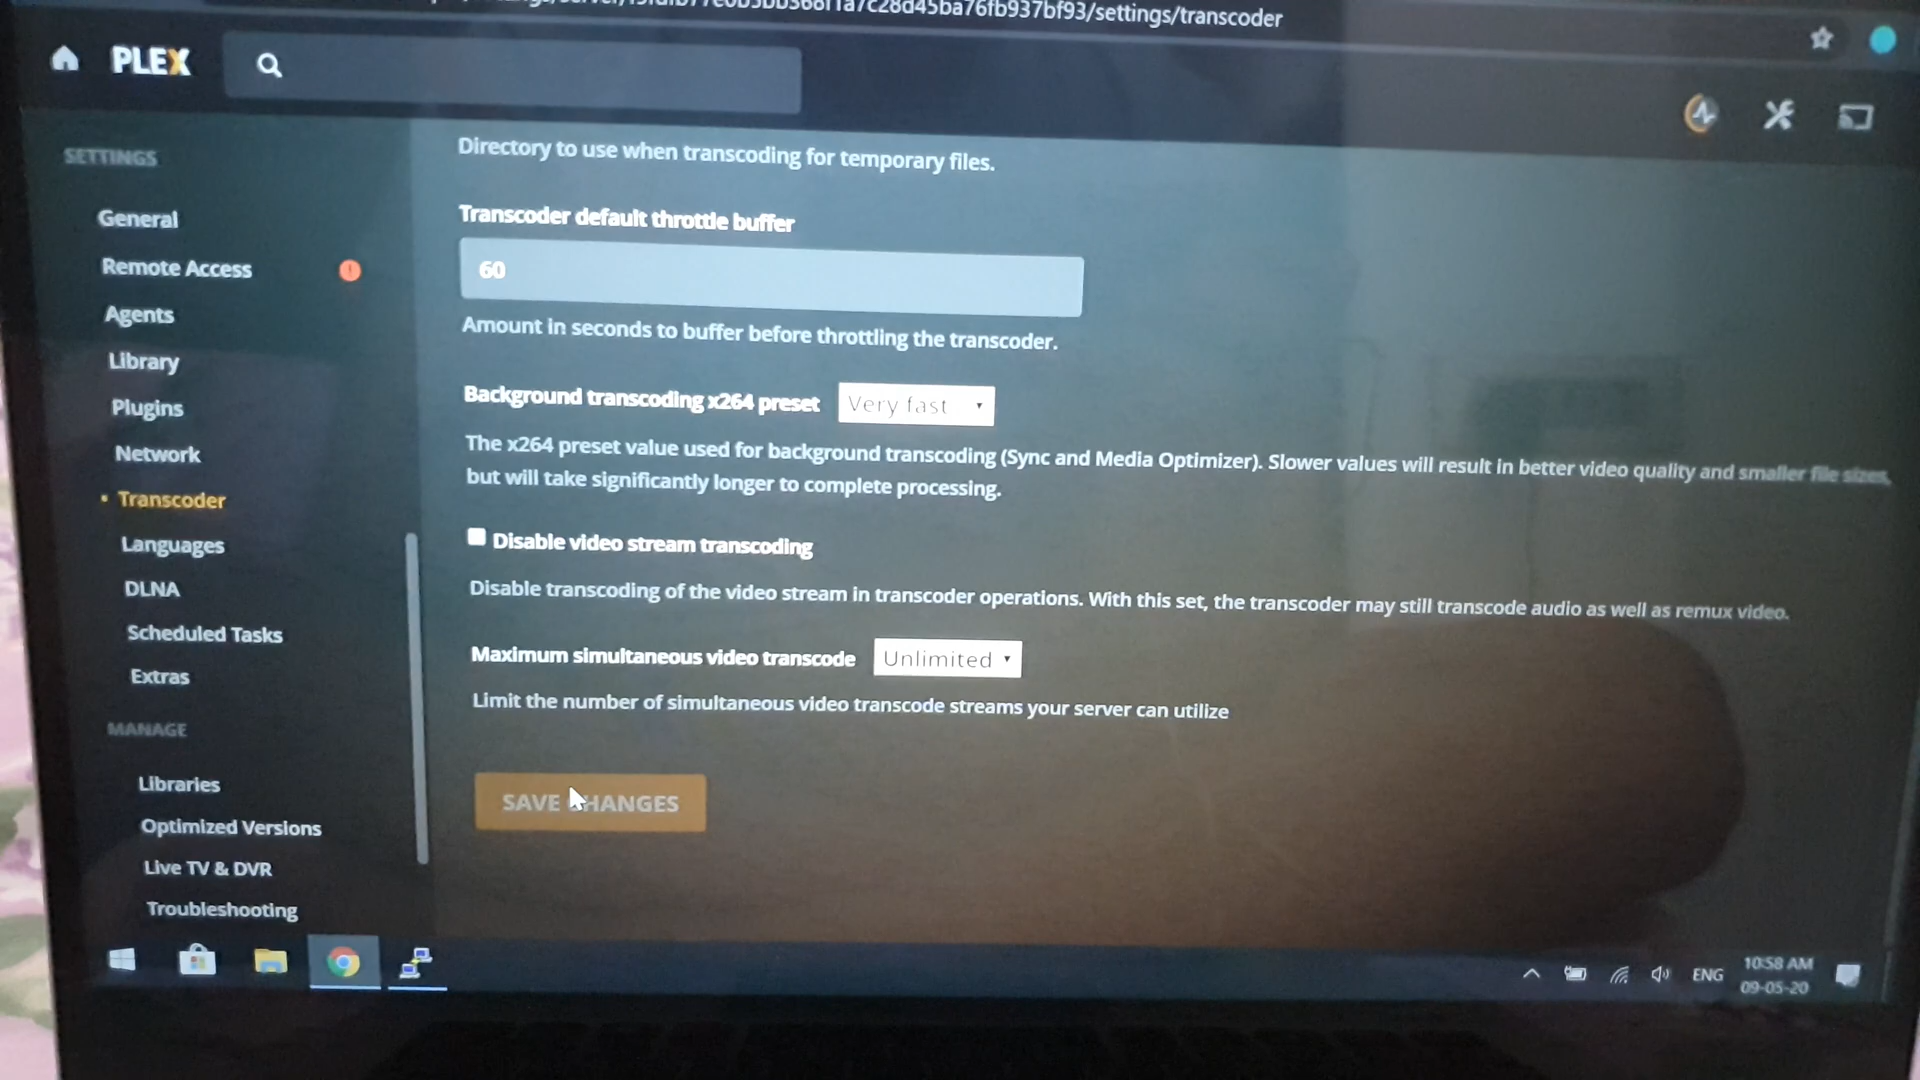 /settings/transcoder
PLEX
SETTINGS
General
Remote Access
Agents
Library
Plugins
Network
Transcoder
Languages
DLNA
Scheduled Tasks
Extras
MANAGE
Libraries
Optimized Versions
Live TV & DVR
Troubleshooting
Directory to use when transcoding for temporary files.
Transcoder default throttle buffer
60
Amount in seconds to buffer before throttling the transcoder.
Background transcoding x264 preset Very fast
The x264 preset value used for background transcoding (Sync and Media Optimizer). Slower values will result in better video quality and smaller file sizes,
but will take significantly longer to complete processing.
Disable video stream transcoding
Disable transcoding of the video stream in transcoder operations. With this set, the transcoder may still transcode audio as well as remux video.
Maximum simultaneous video transcode Unlimited
Limit the number of simultaneous video transcode streams your server can utilize
SAVE CHANGES
ENG
10:58 AM
09-05-20